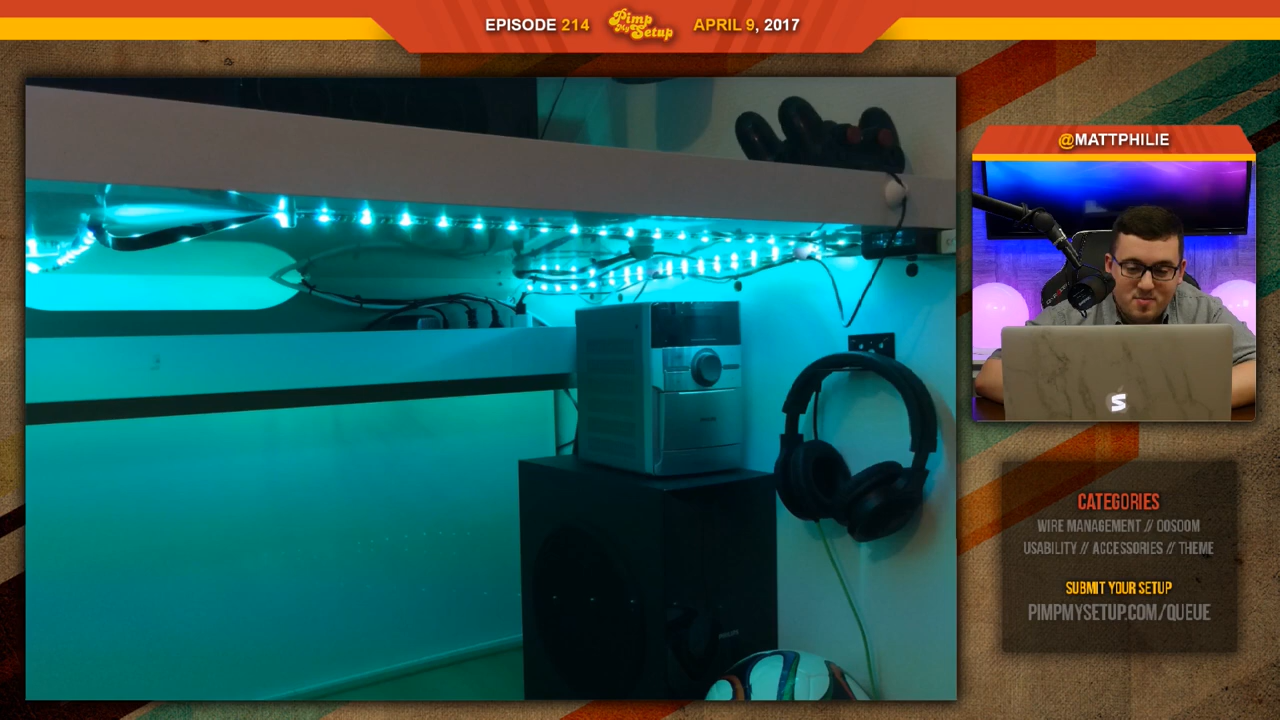 EPISODE 214
Pimp
My
Setup
APRIL 9, 2017
@MATTPHILIE
CATEGORIES
WIRE MANAGEMENT // OOSOOM
USABILITY // ACCESSORIES // THEME
SUBMIT YOUR SETUP
PIMPMYSETUP.COM/QUEUE
PHILIPS